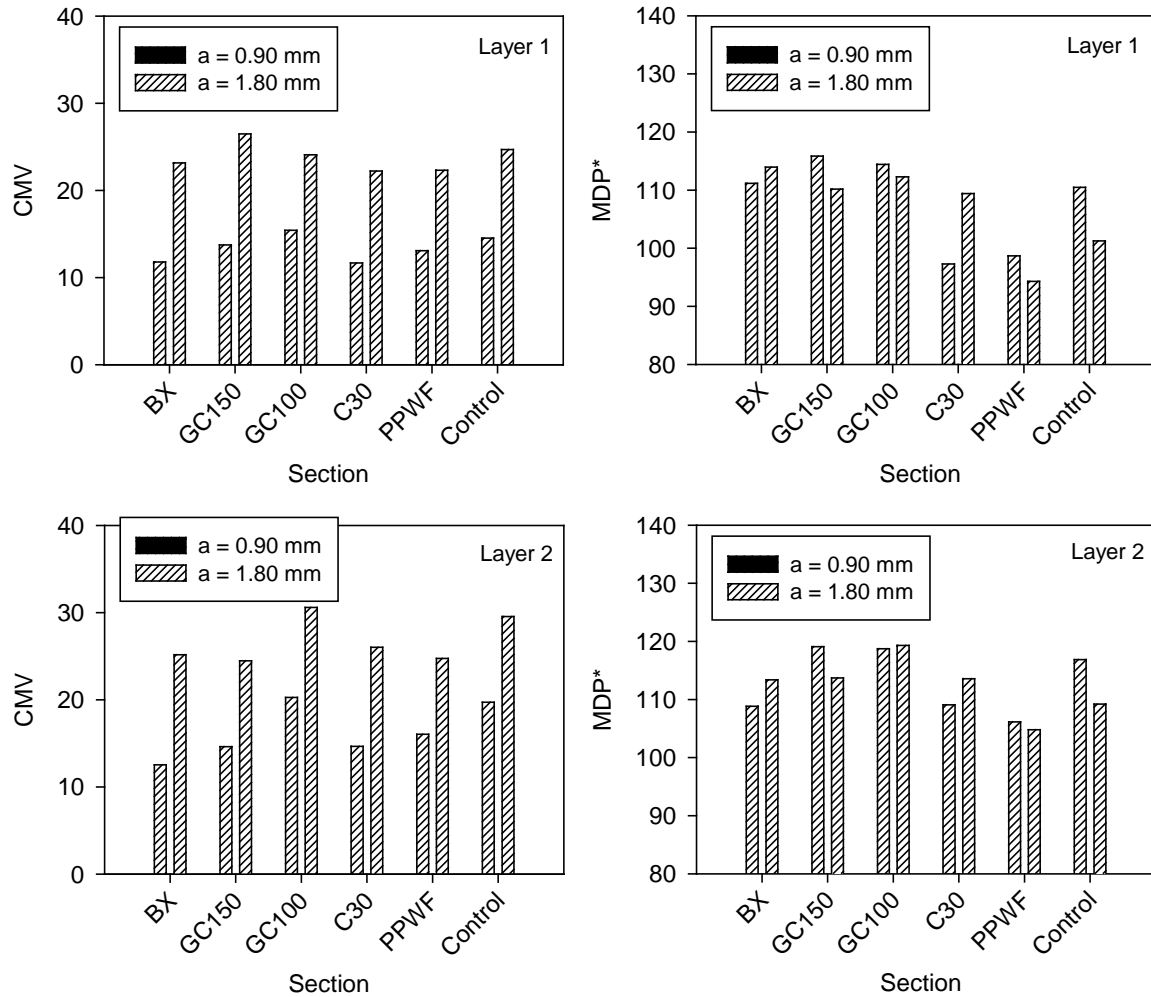 40
30
20
10
0
CMV
a = 0.90 mm
a = 1.80 mm
Layer 1
BX
GC150
GC100
C30
PPWF
Control
Section
140
130
120
110
100
90
80
MDP*
a = 0.90 mm
a = 1.80 mm
Layer 1
BX
GC150
GC100
C30
PPWF
Control
Section
40
30
20
10
0
CMV
a = 0.90 mm
a = 1.80 mm
Layer 2
BX
GC150
GC100
C30
PPWF
Control
Section
140
130
120
110
100
90
80
MDP*
a = 0.90 mm
a = 1.80 mm
Layer 2
BX
GC150
GC100
C30
PPWF
Control
Section